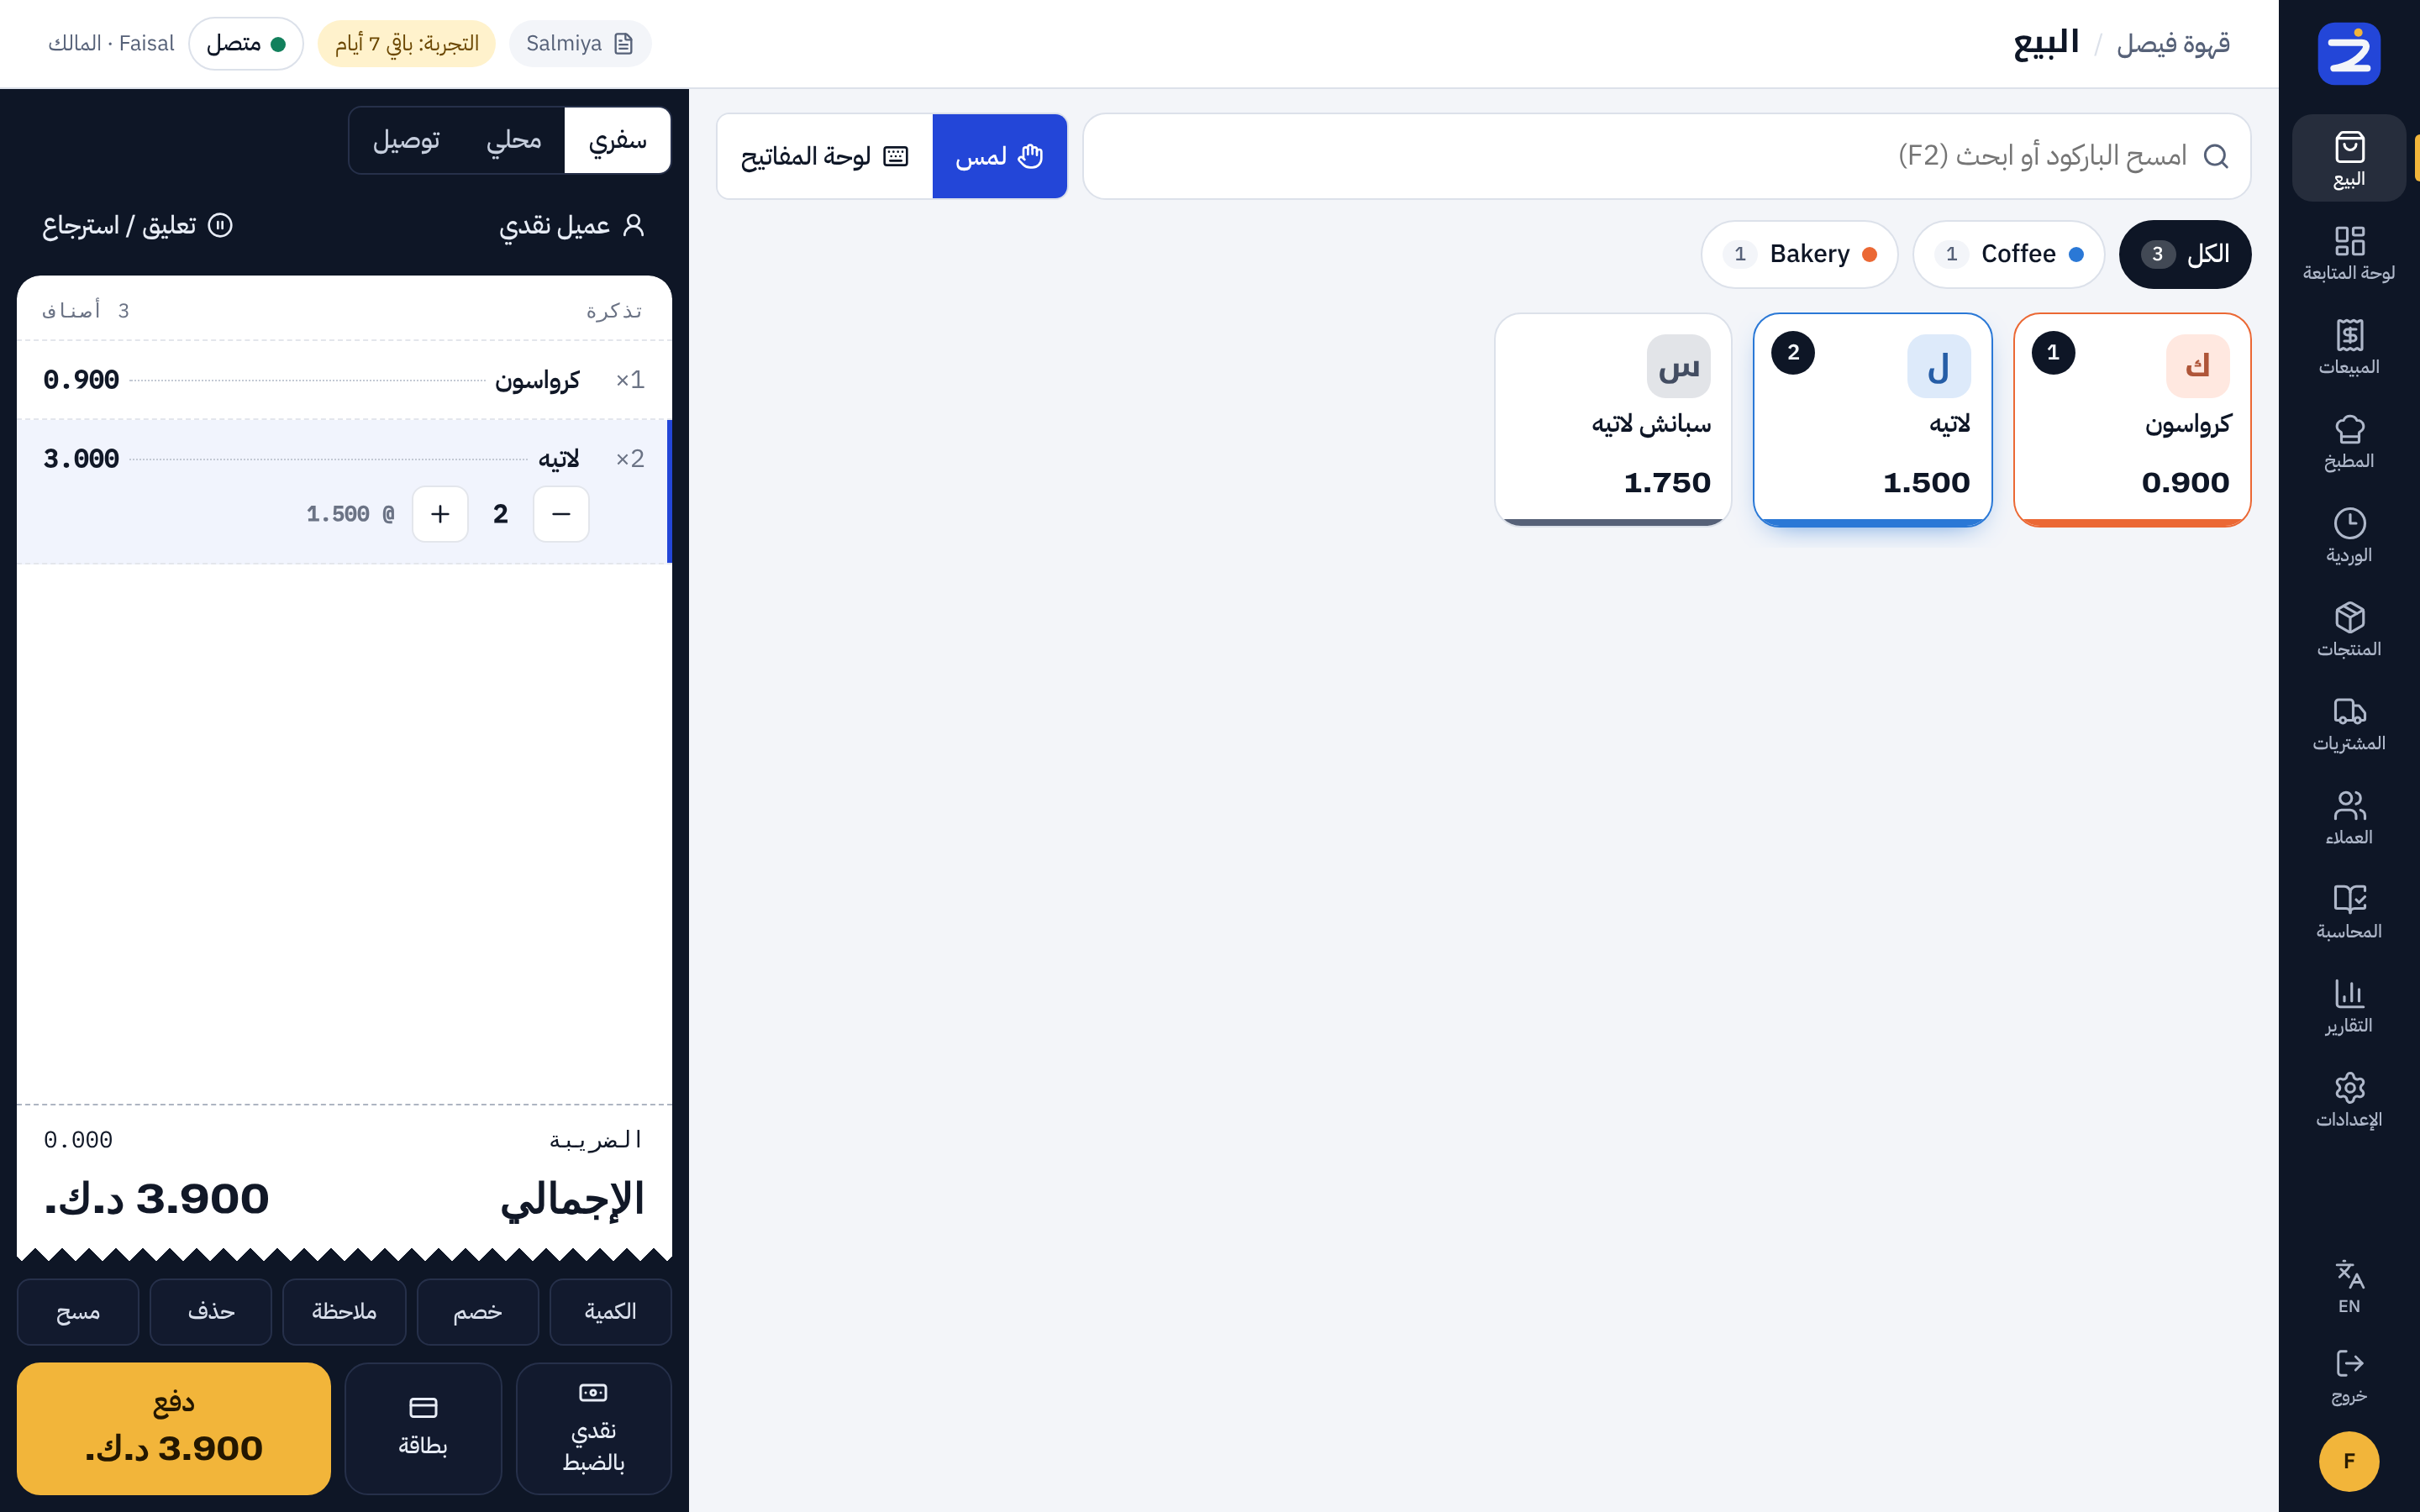 قهوة فيصل / البيع
Salmiya
التجربة: باقي 7 أيام
متصل
Faisal · المالك
البيع
لوحة المتابعة
المبيعات
المطبخ
الوردية
المنتجات
المشتريات
العملاء
المحاسبة
التقارير
الإعدادات
EN
خروج
F
امسح الباركود أو ابحث (F2)
لمس
لوحة المفاتيح
الكل 3
Coffee 1
Bakery 1
ك
1
كرواسون
0.900
ل
2
لاتيه
1.500
س
سبانش لاتيه
1.750
سفري
محلي
توصيل
عميل نقدي
تعليق / استرجاع
تذكرة
3 أصناف
×1 كرواسون 0.900
×2 لاتيه 3.000
− 2 + @ 1.500
الضريبة 0.000
الإجمالي 3.900 د.ك.
الكمية
خصم
ملاحظة
حذف
مسح
نقدي
بالضبط
بطاقة
دفع
3.900 د.ك.